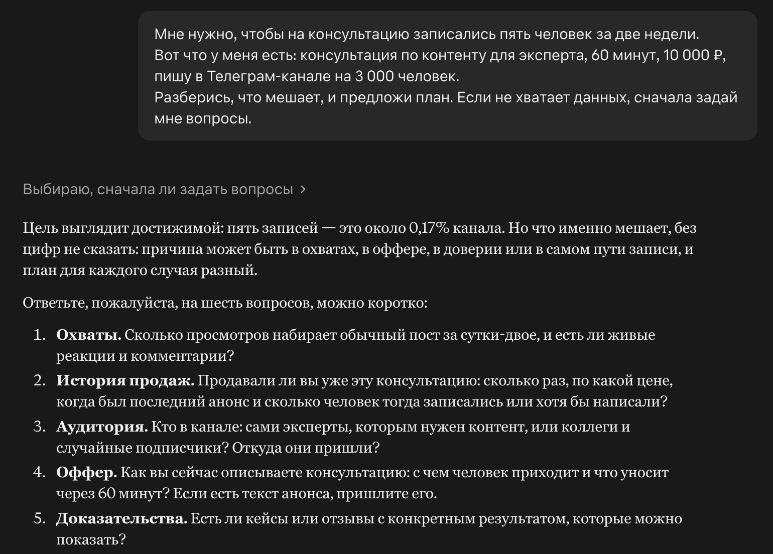 Мне нужно, чтобы на консультацию записались пять человек за две недели.
Вот что у меня есть: консультация по контенту для эксперта, 60 минут, 10 000 ₽,
пишу в Телеграм-канале на 3 000 человек.
Разберись, что мешает, и предложи план. Если не хватает данных, сначала задай
мне вопросы.
Выбираю, сначала ли задать вопросы >
Цель выглядит достижимой: пять записей — это около 0,17% канала. Но что именно мешает, без
цифр не сказать: причина может быть в охватах, в оффере, в доверии или в самом пути записи, и
план для каждого случая разный.
Ответьте, пожалуйста, на шесть вопросов, можно коротко:
1. Охваты. Сколько просмотров набирает обычный пост за сутки-двое, и есть ли живые
реакции и комментарии?
2. История продаж. Продавали ли вы уже эту консультацию: сколько раз, по какой цене,
когда был последний анонс и сколько человек тогда записались или хотя бы написали?
3. Аудитория. Кто в канале: сами эксперты, которым нужен контент, или коллеги и
случайные подписчики? Откуда они пришли?
4. Оффер. Как вы сейчас описываете консультацию: с чем человек приходит и что уносит
через 60 минут? Если есть текст анонса, пришлите его.
5. Доказательства. Есть ли кейсы или отзывы с конкретным результатом, которые можно
показать?